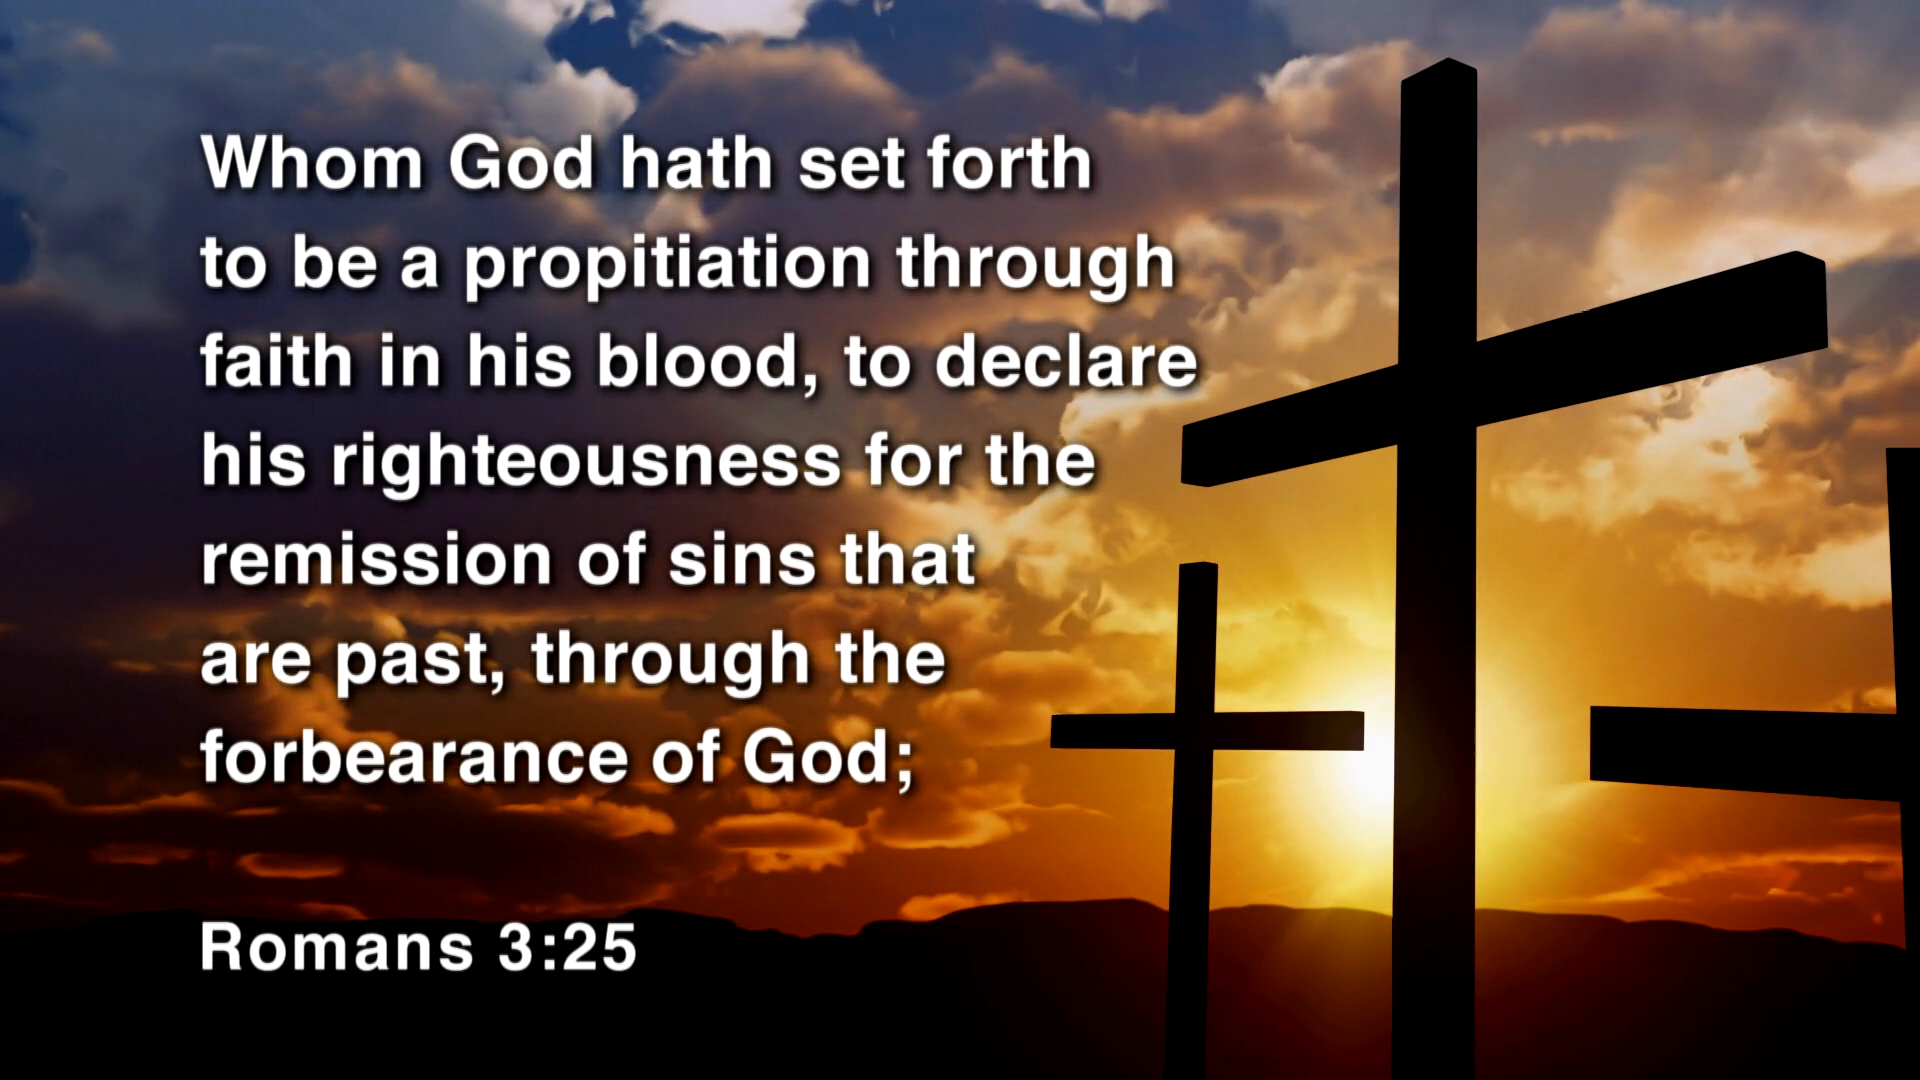 Whom God hath set forth
to be a propitiation through
faith in his blood, to declare
his righteousness for the
remission of sins that
are past, through the
forbearance of God;
Romans 3:25